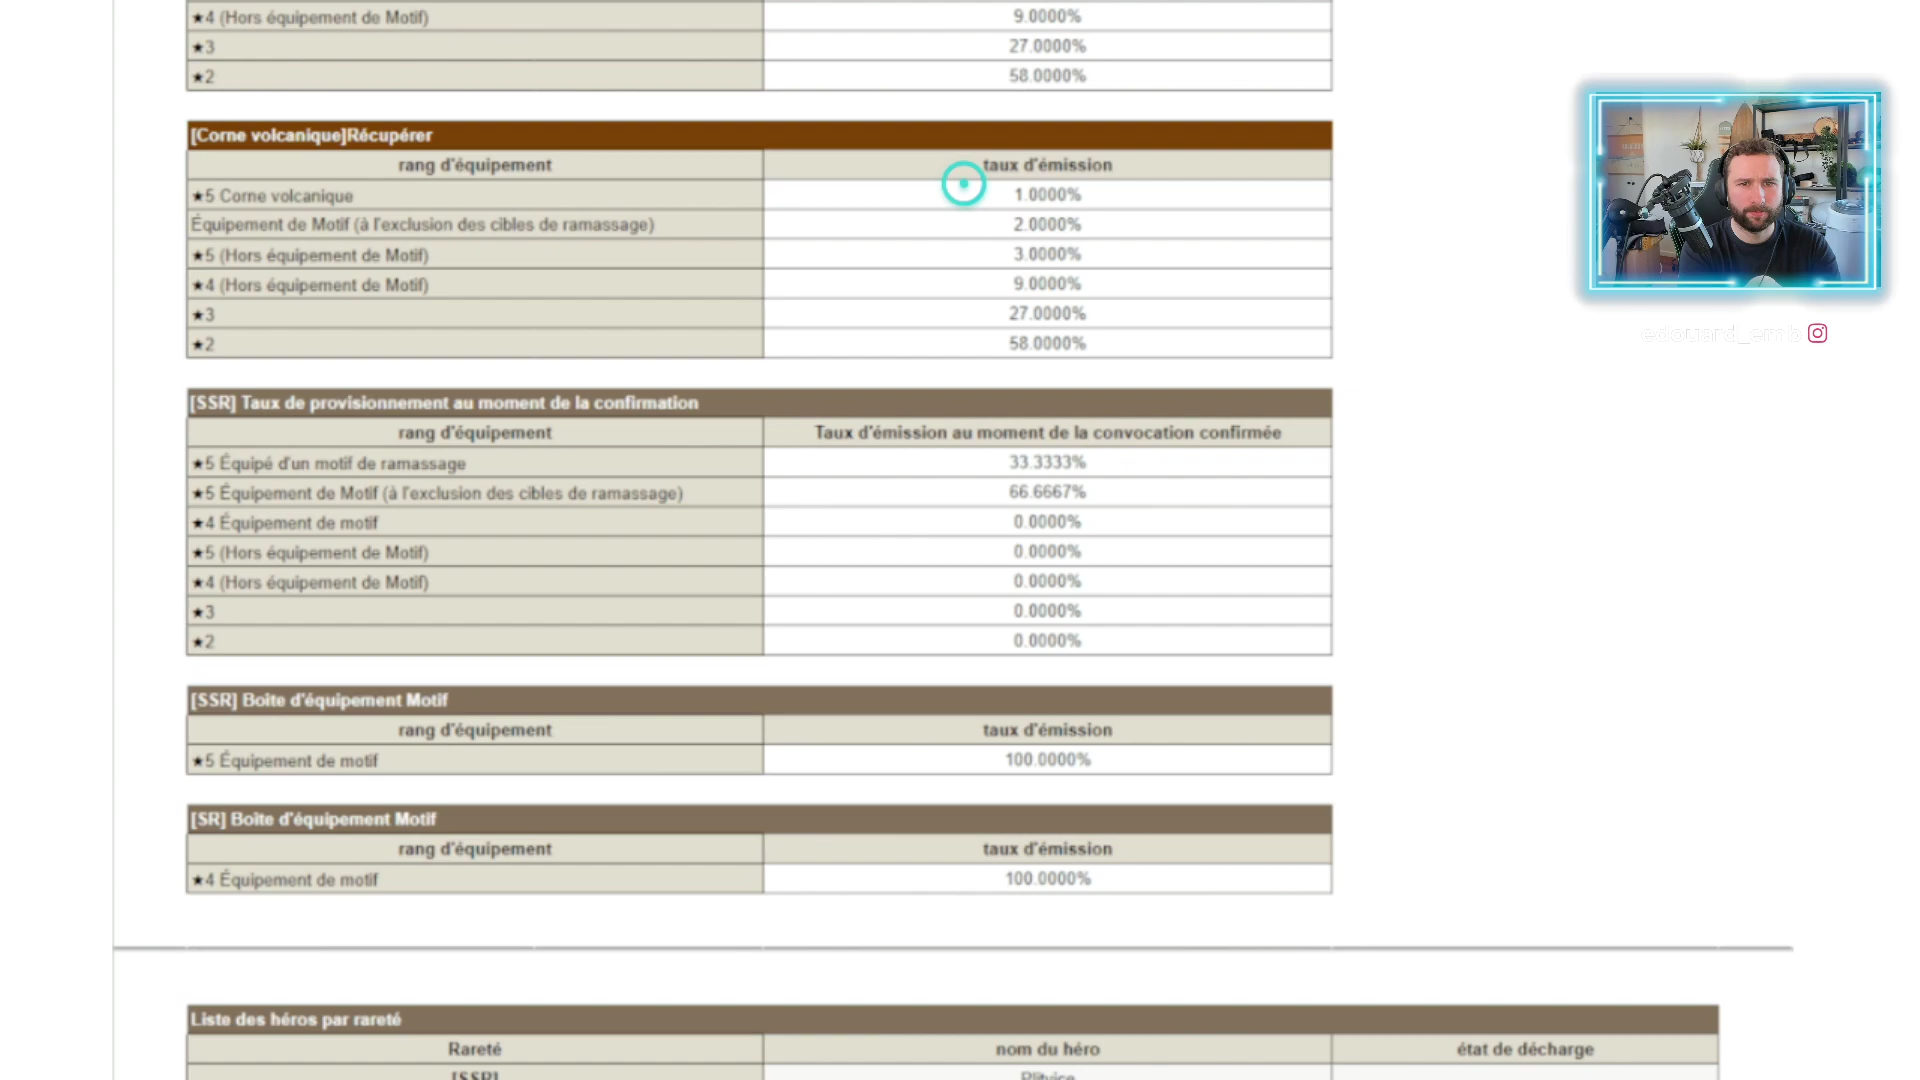 ★4 (Hors équipement de Motif) 9.0000%
★3 27.0000%
★2 58.0000%
[Corne volcanique]Récupérer
rang d'équipement taux d'émission
★5 Corne volcanique 1.0000%
Équipement de Motif (à l'exclusion des cibles de ramassage) 2.0000%
★5 (Hors équipement de Motif) 3.0000%
★4 (Hors équipement de Motif) 9.0000%
★3 27.0000%
★2 58.0000%
[SSR] Taux de provisionnement au moment de la confirmation
rang d'équipement Taux d'émission au moment de la convocation confirmée
★5 Équipé d'un motif de ramassage 33.3333%
★5 Équipement de Motif (à l'exclusion des cibles de ramassage) 66.6667%
★4 Équipement de motif 0.0000%
★5 (Hors équipement de Motif) 0.0000%
★4 (Hors équipement de Motif) 0.0000%
★3 0.0000%
★2 0.0000%
[SSR] Boîte d'équipement Motif
rang d'équipement taux d'émission
★5 Équipement de motif 100.0000%
[SR] Boîte d'équipement Motif
rang d'équipement taux d'émission
★4 Équipement de motif 100.0000%
Liste des héros par rareté
Rareté nom du héro état de décharge
[SSR]
edouard_emb